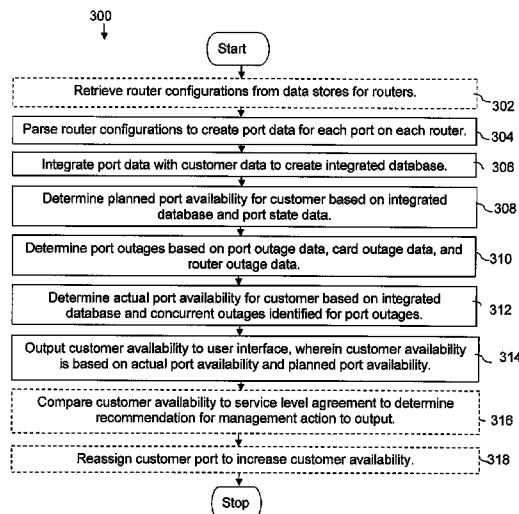 300
Start
Retrieve router configurations from data stores for routers.
302
Parse router configurations to create port data for each port on each router.
304
Integrate port data with customer data to create integrated database.
306
Determine planned port availability for customer based on integrated
database and port state data.
308
Determine port outages based on port outage data, card outage data, and
router outage data.
310
Determine actual port availability for customer based on integrated
database and concurrent outages identified for port outages.
312
Output customer availability to user interface, wherein customer availability
is based on actual port availability and planned port availability.
314
Compare customer availability to service level agreement to determine
recommendation for management action to output.
316
Reassign customer port to increase customer availability.
318
Stop